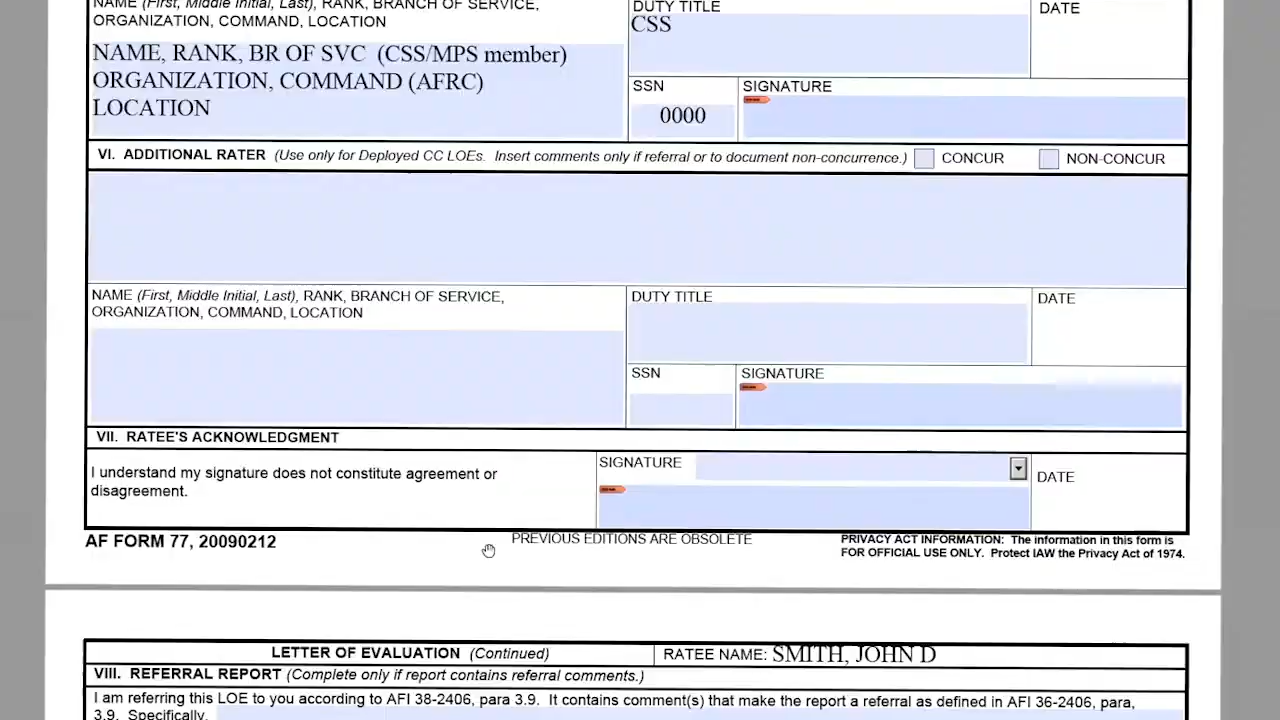 NAME (First, Middle Initial, Last), RANK, BRANCH OF SERVICE,
ORGANIZATION, COMMAND, LOCATION
DUTY TITLE
DATE
CSS
NAME, RANK, BR OF SVC (CSS/MPS member)
ORGANIZATION, COMMAND (AFRC)
LOCATION
SSN
SIGNATURE
0000
VI. ADDITIONAL RATER (Use only for Deployed CC LOEs. Insert comments only if referral or to document non-concurrence.)
CONCUR
NON-CONCUR
NAME (First, Middle Initial, Last), RANK, BRANCH OF SERVICE,
ORGANIZATION, COMMAND, LOCATION
DUTY TITLE
DATE
SSN
SIGNATURE
VII. RATEE'S ACKNOWLEDGMENT
I understand my signature does not constitute agreement or
disagreement.
SIGNATURE
DATE
AF FORM 77, 20090212
PREVIOUS EDITIONS ARE OBSOLETE
PRIVACY ACT INFORMATION: The information in this form is
FOR OFFICIAL USE ONLY. Protect IAW the Privacy Act of 1974.
LETTER OF EVALUATION (Continued)
RATEE NAME: SMITH, JOHN D
VIII. REFERRAL REPORT (Complete only if report contains referral comments.)
I am referring this LOE to you according to AFI 38-2406, para 3.9. It contains comment(s) that make the report a referral as defined in AFI 36-2406, para,
3.9. Specifically,